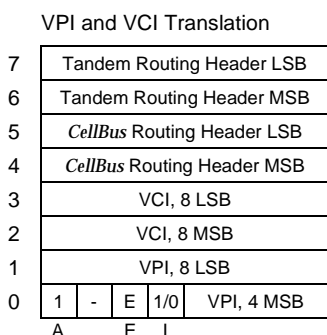 VPI and VCI Translation
7 Tandem Routing Header LSB
6 Tandem Routing Header MSB
5 CellBus Routing Header LSB
4 CellBus Routing Header MSB
3 VCI, 8 LSB
2 VCI, 8 MSB
1 VPI, 8 LSB
0 1 - E 1/0 VPI, 4 MSB
A E I